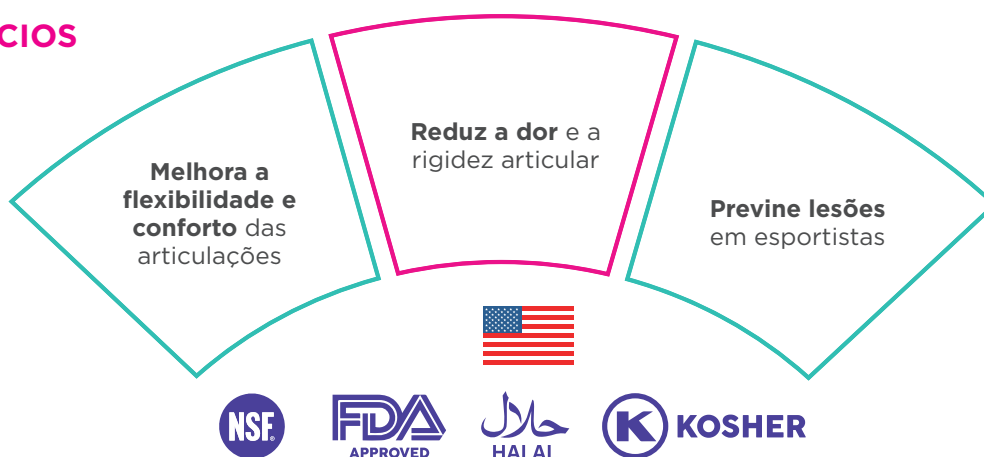 CIOS
Melhora a
flexibilidade e
conforto das
articulações
Reduz a dor e a
rigidez articular
Previne lesões
em esportistas
NSF
FDA
APPROVED
حلال
HALAL
K KOSHER